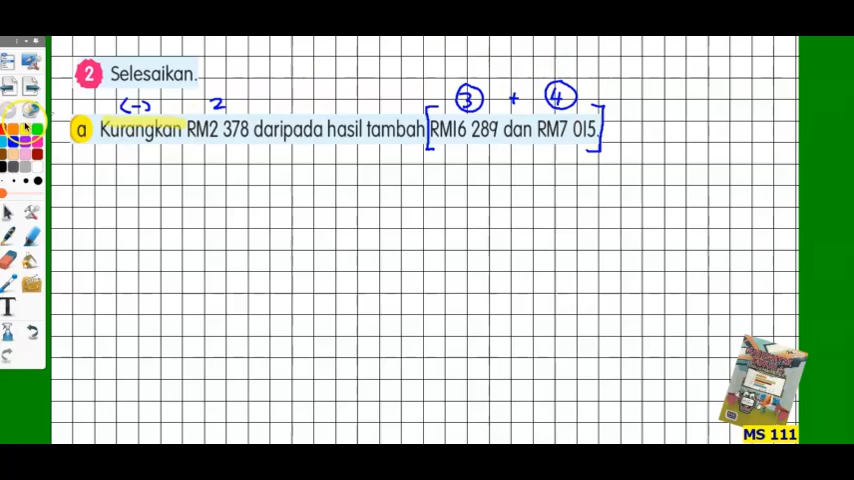 2 Selesaikan.
(-) 2 3 + 4
a Kurangkan RM2 378 daripada hasil tambah [RM16 289 dan RM7 015.]
T
MS 111